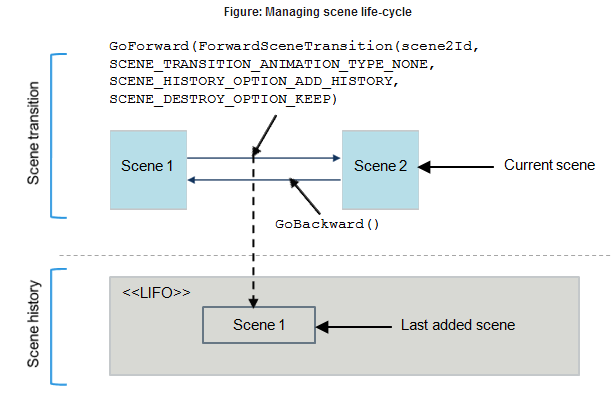 Figure: Managing scene life-cycle
Scene transition
GoForward(ForwardSceneTransition(scene2Id,
SCENE_TRANSITION_ANIMATION_TYPE_NONE,
SCENE_HISTORY_OPTION_ADD_HISTORY,
SCENE_DESTROY_OPTION_KEEP)
Scene 1
Scene 2
Current scene
GoBackward()
Scene history
<<LIFO>>
Scene 1
Last added scene